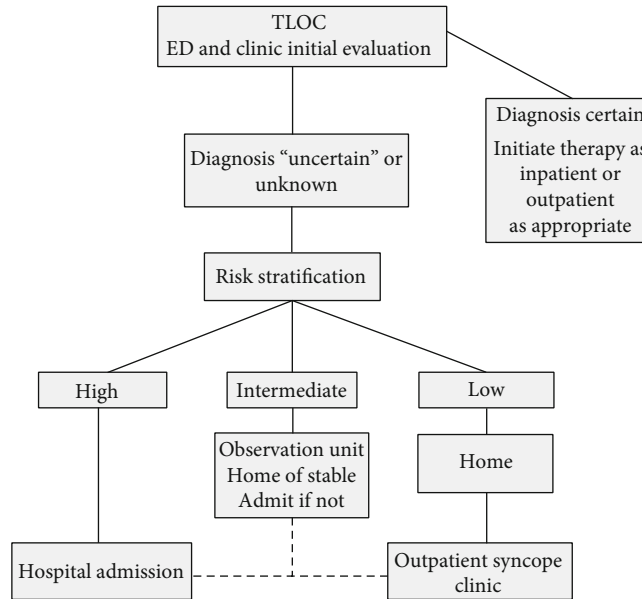 TLOC
ED and clinic initial evaluation
Diagnosis certain
Initiate therapy as
inpatient or
outpatient
as appropriate
Diagnosis “uncertain” or
unknown
Risk stratification
High
Intermediate
Low
Observation unit
Home of stable
Admit if not
Home
Hospital admission
Outpatient syncope
clinic